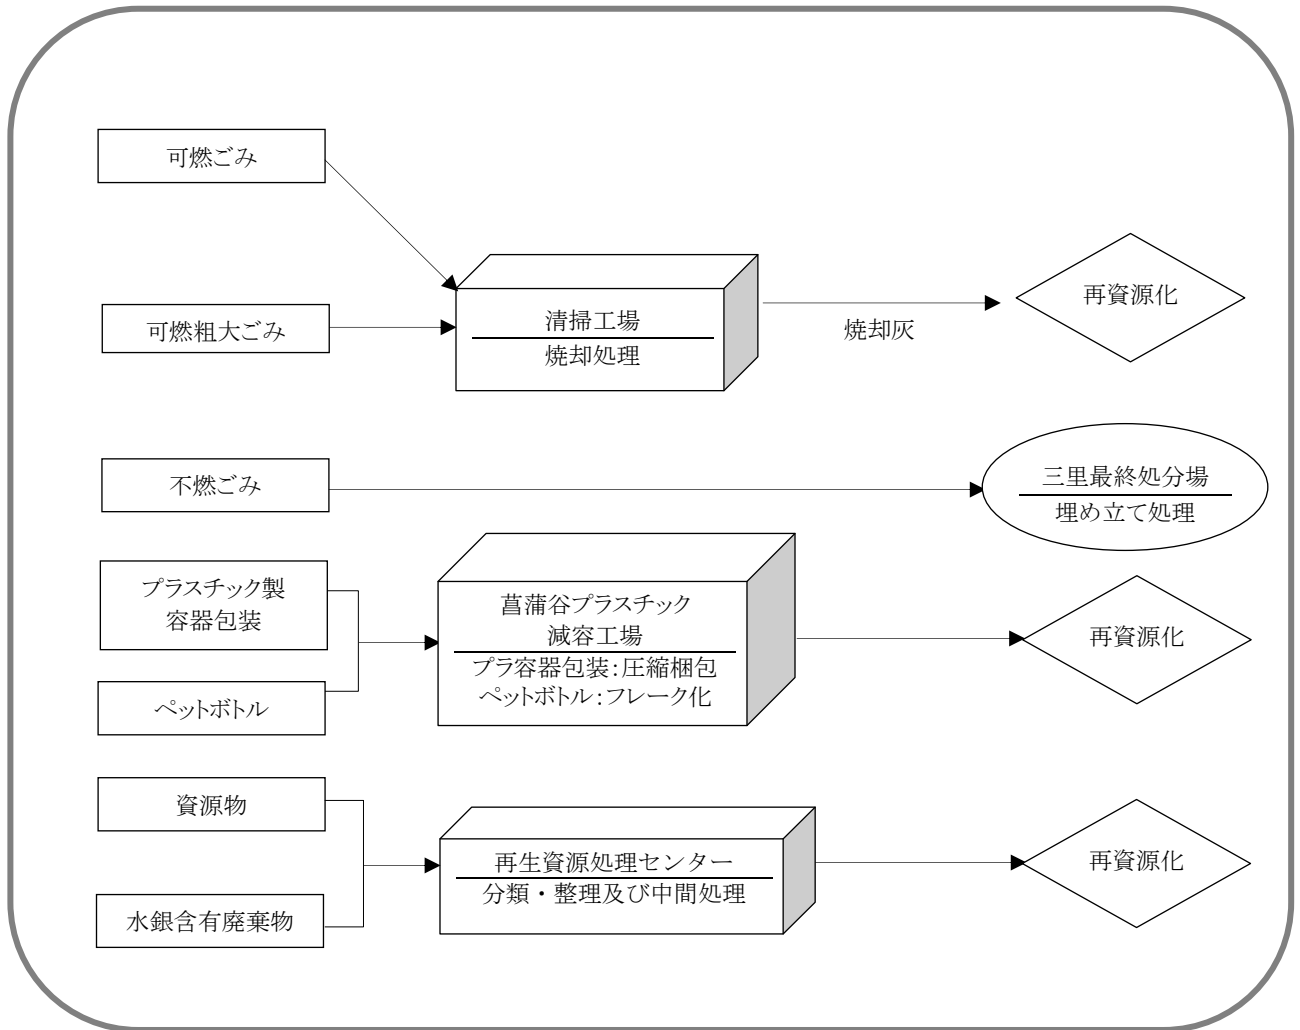 可燃ごみ
可燃粗大ごみ
清掃工場
焼却処理
焼却灰
再資源化
不燃ごみ
三里最終処分場
埋め立て処理
プラスチック製
容器包装
ペットボトル
菖蒲谷プラスチック
減容工場
プラ容器包装：圧縮梱包
ペットボトル：フレーク化
再資源化
資源物
水銀含有廃棄物
再生資源処理センター
分類・整理及び中間処理
再資源化